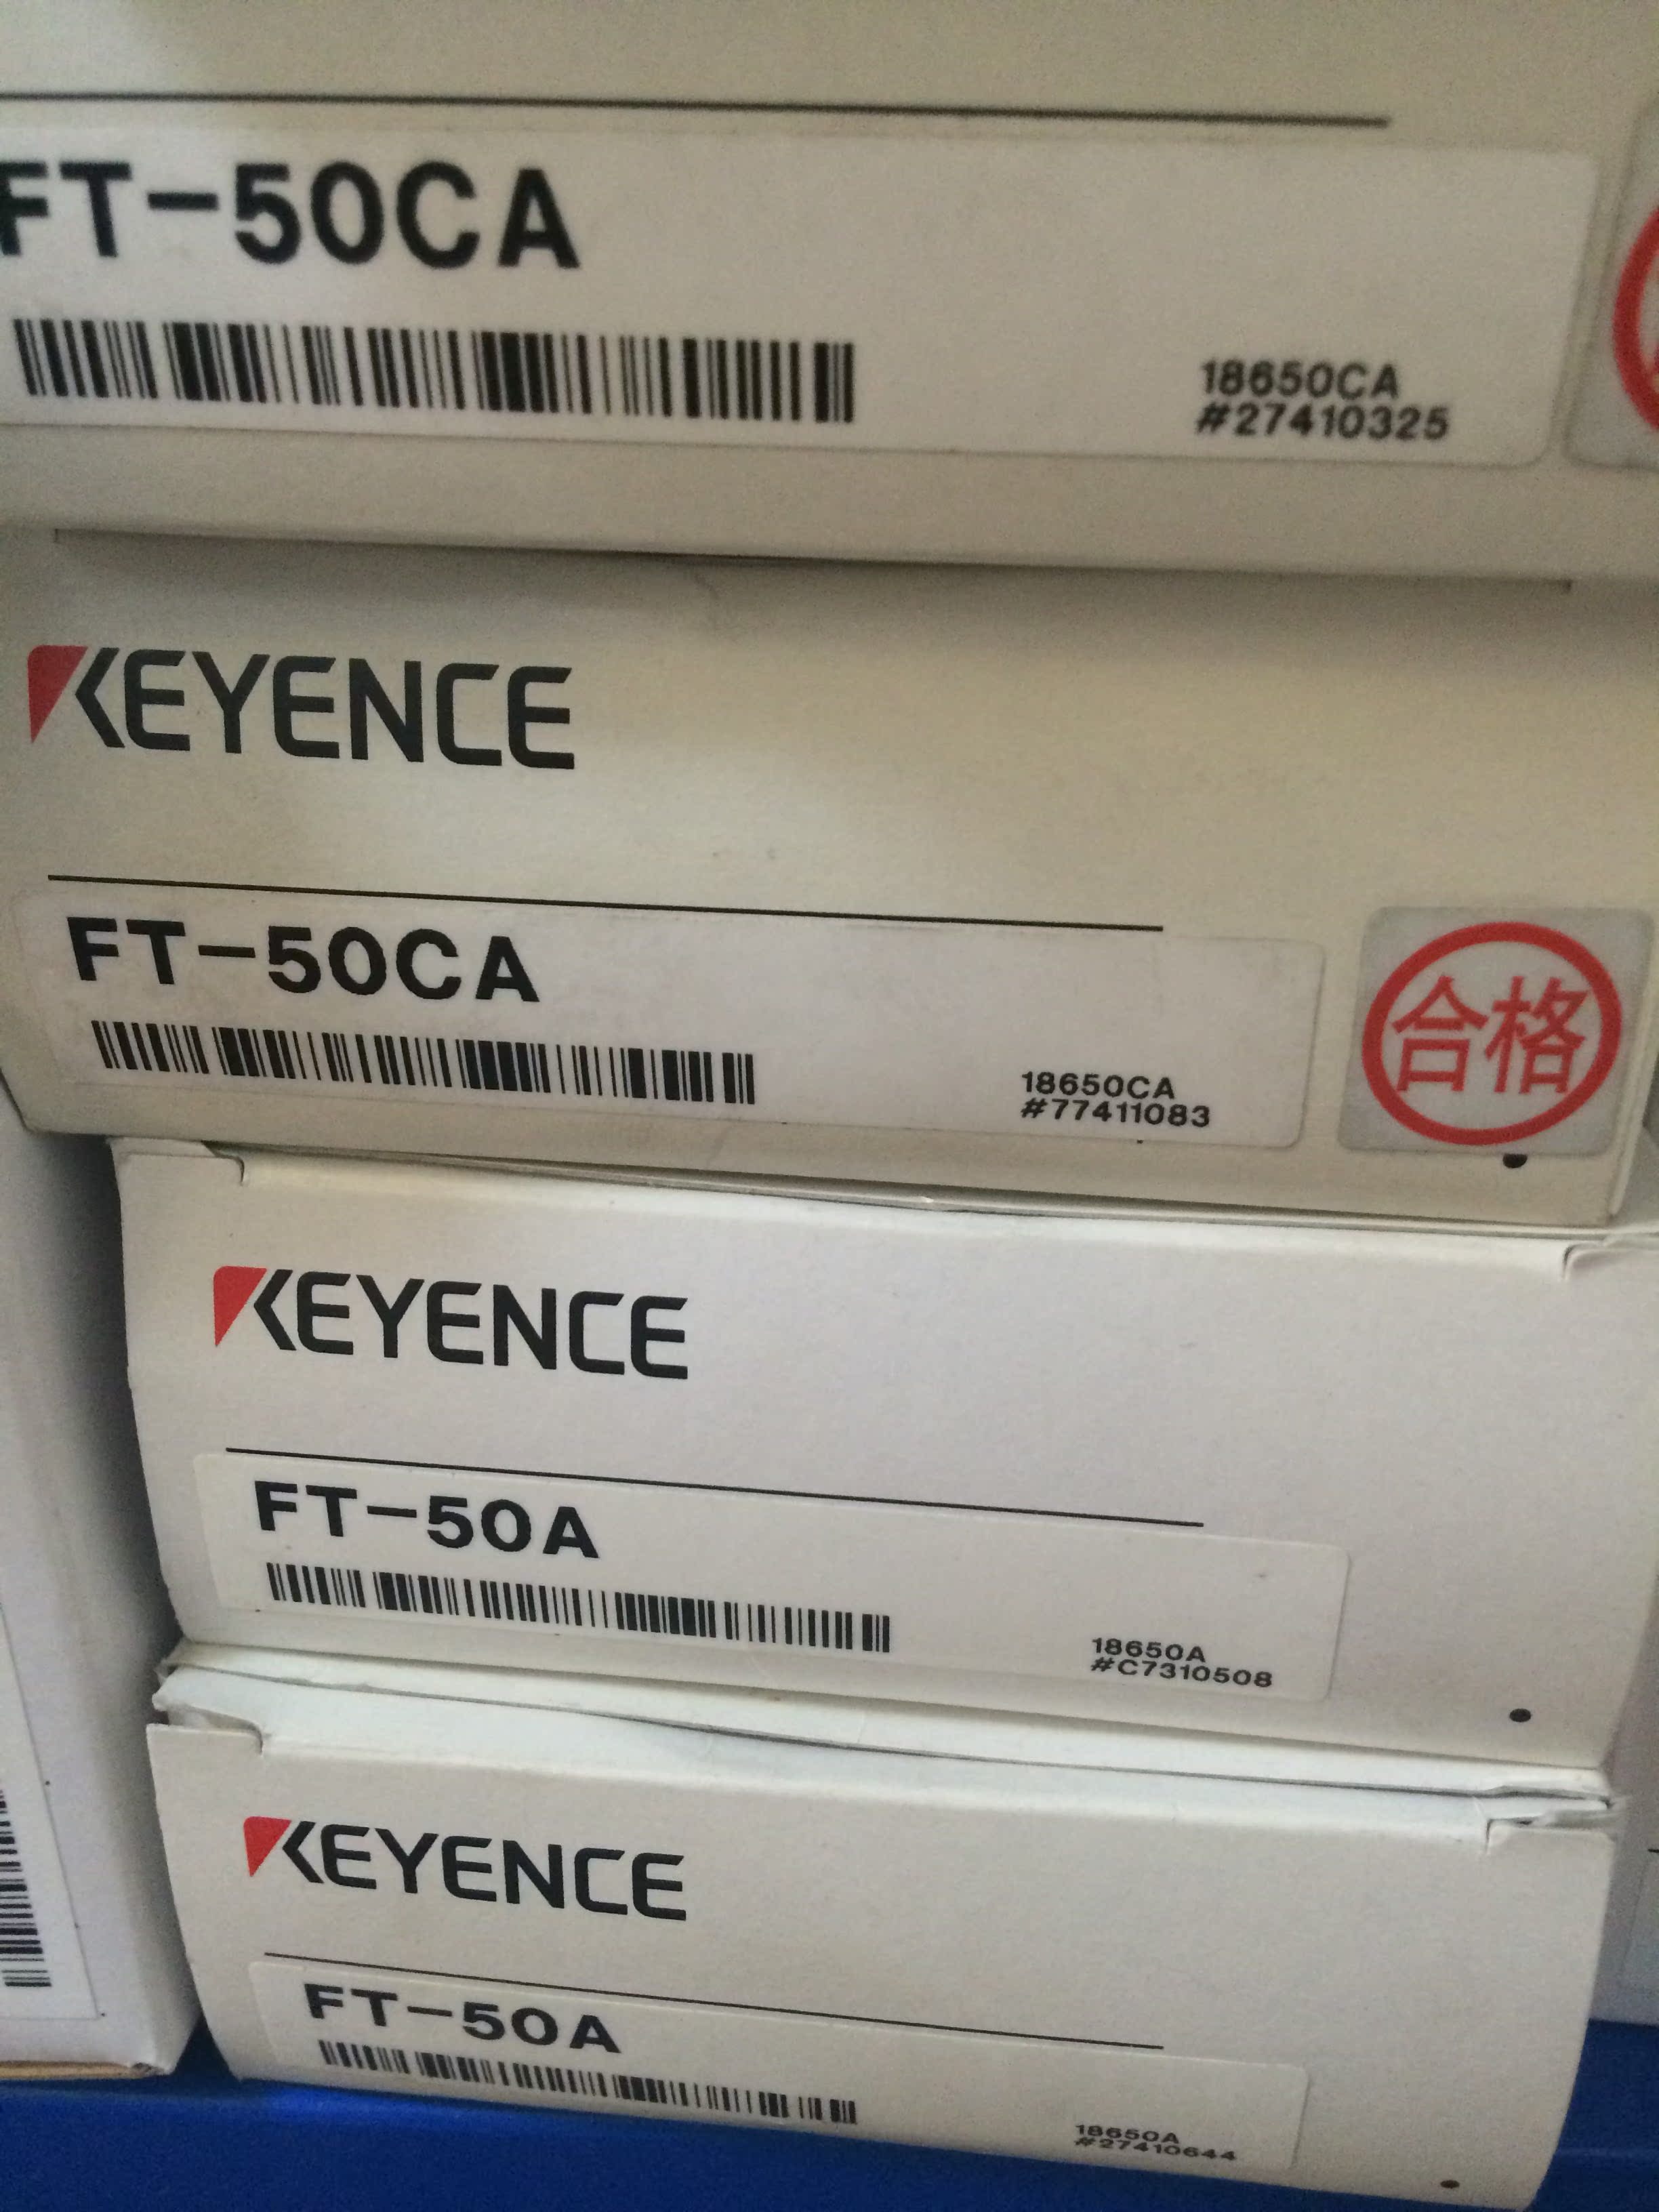 FT-50CA
18650CA
#27410325
KEYENCE
FT-50CA
18650CA
#77411083
合格
KEYENCE
FT-50A
18650A
#C7310508
KEYENCE
FT-50A
18650A
#27410644